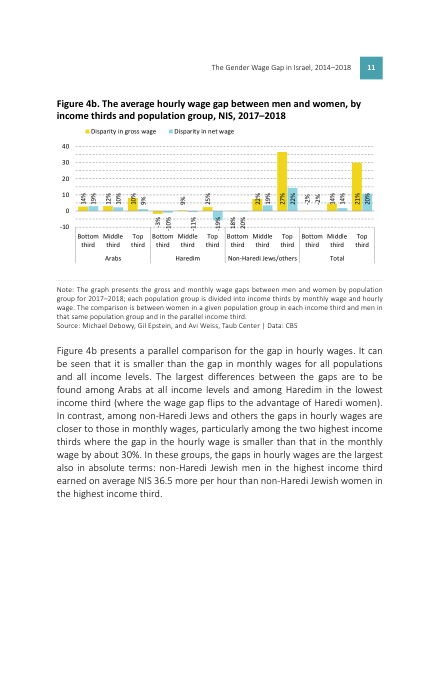 The Gender Wage Gap in Israel, 2014–2018 11
Figure 4b. The average hourly wage gap between men and women, by
income thirds and population group, NIS, 2017–2018
Disparity in gross wage Disparity in net wage
40
30
20
10
0
-10
14% 19% 12% 10% 10% 9% -3% -10% 9% -11% 25% -19% 18% 20% 22% 19% 27% 22% -2% -2% 14% 14% 21% 20%
Bottom third Middle third Top third Bottom third Middle third Top third Bottom third Middle third Top third Bottom third Middle third Top third
Arabs Haredim Non-Haredi Jews/others Total
Note: The graph presents the gross and monthly wage gaps between men and women by population
group for 2017–2018; each population group is divided into income thirds by monthly wage and hourly
wage. The comparison is between women in a given population group in each income third and men in
that same population group and in the parallel income third.
Source: Michael Debowy, Gil Epstein, and Avi Weiss, Taub Center | Data: CBS
Figure 4b presents a parallel comparison for the gap in hourly wages. It can
be seen that it is smaller than the gap in monthly wages for all populations
and all income levels. The largest differences between the gaps are to be
found among Arabs at all income levels and among Haredim in the lowest
income third (where the wage gap flips to the advantage of Haredi women).
In contrast, among non-Haredi Jews and others the gaps in hourly wages are
closer to those in monthly wages, particularly among the two highest income
thirds where the gap in the hourly wage is smaller than that in the monthly
wage by about 30%. In these groups, the gaps in hourly wages are the largest
also in absolute terms: non-Haredi Jewish men in the highest income third
earned on average NIS 36.5 more per hour than non-Haredi Jewish women in
the highest income third.